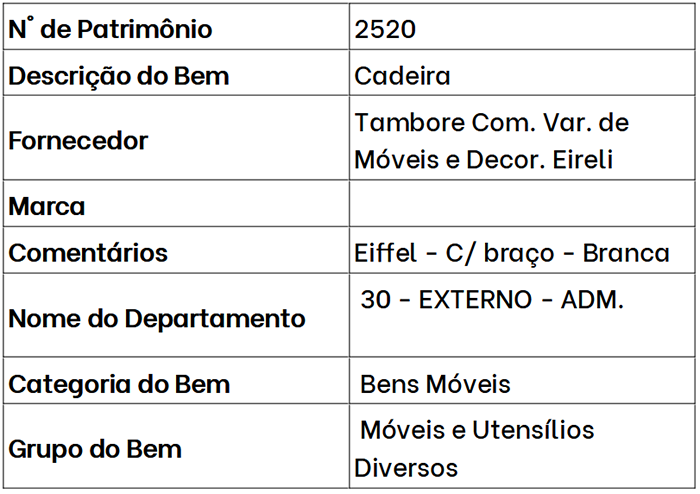 N° de Patrimônio 2520
Descrição do Bem Cadeira
Fornecedor Tambore Com. Var. de
Móveis e Decor. Eireli
Marca
Comentários Eiffel - C/ braço - Branca
Nome do Departamento 30 - EXTERNO - ADM.
Categoria do Bem Bens Móveis
Grupo do Bem Móveis e Utensílios
Diversos